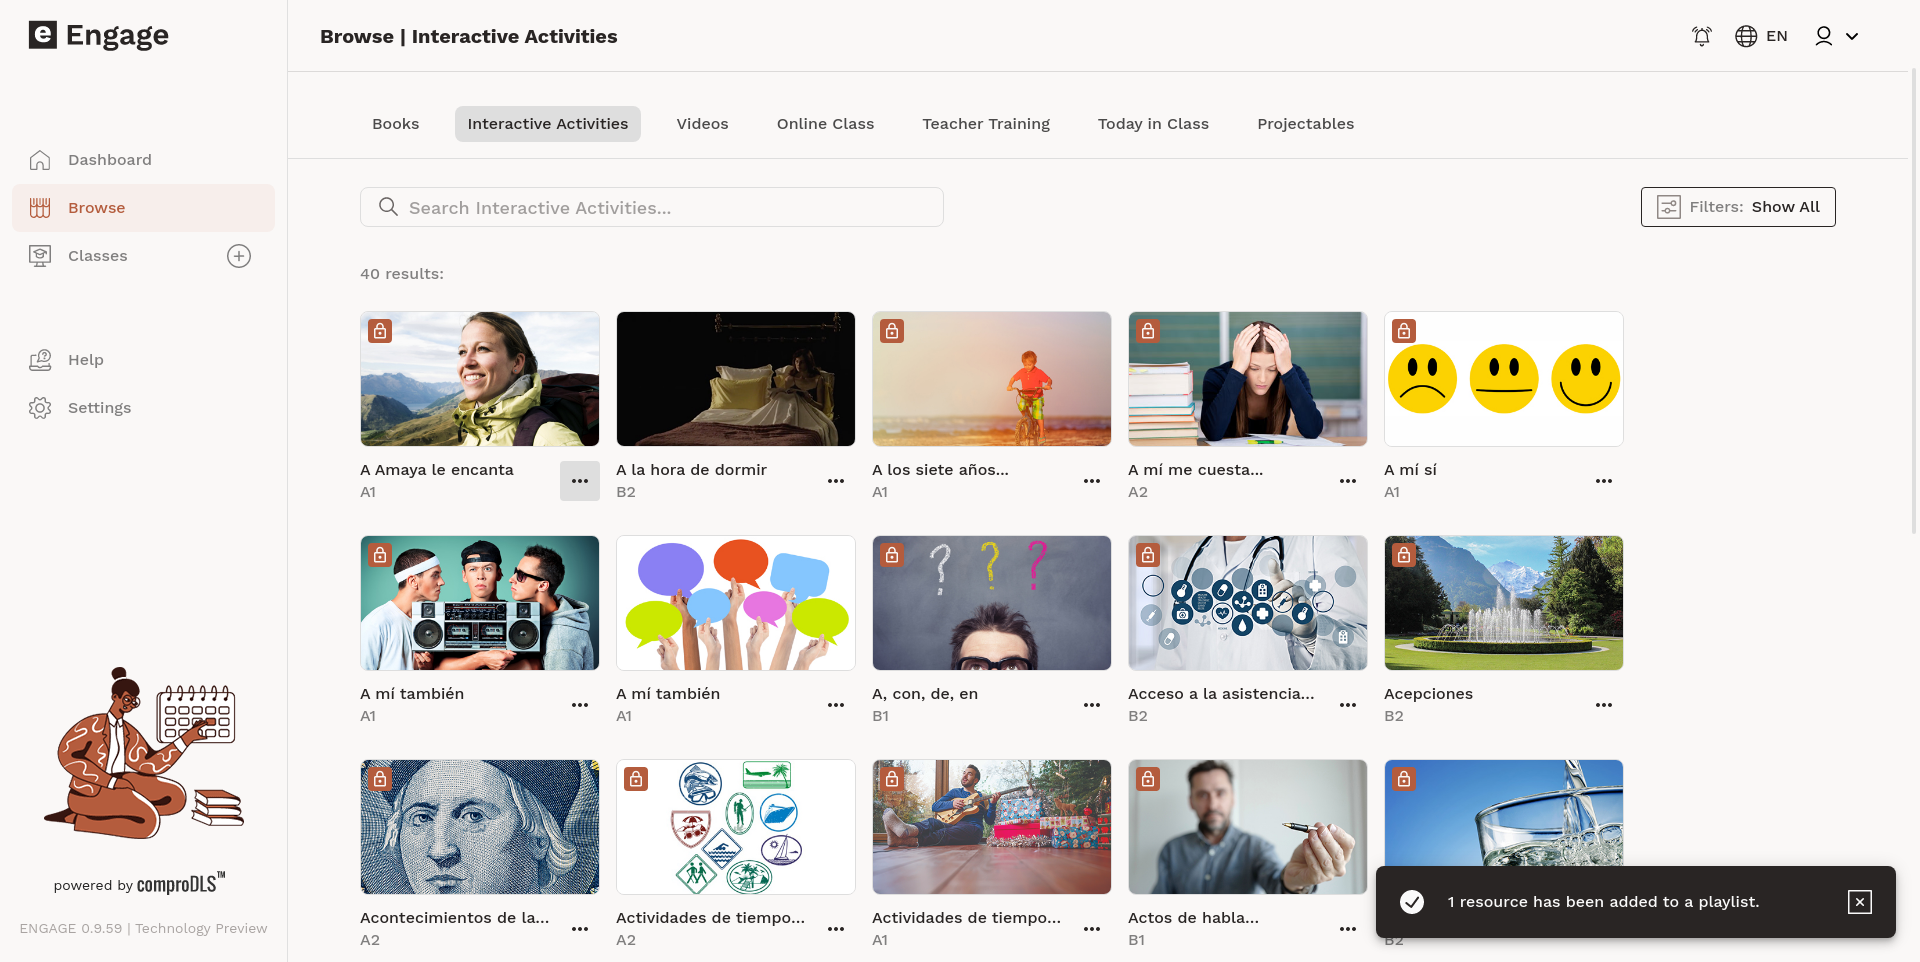 e Engage
Browse | Interactive Activities
EN
Dashboard
Browse
Classes
Help
Settings
powered by comproDLS™
ENGAGE 0.9.59 | Technology Preview
Books
Interactive Activities
Videos
Online Class
Teacher Training
Today in Class
Projectables
Search Interactive Activities...
Filters: Show All
40 results:
A Amaya le encanta
A1
A la hora de dormir
B2
A los siete años...
A1
A mí me cuesta...
A2
A mí sí
A1
A mí también
A1
A mí también
A1
? ? ?
A, con, de, en
B1
Acceso a la asistencia...
B2
Acepciones
B2
Acontecimientos de la...
A2
Actividades de tiempo...
A2
Actividades de tiempo...
A1
Actos de habla...
B1
B2
1 resource has been added to a playlist.